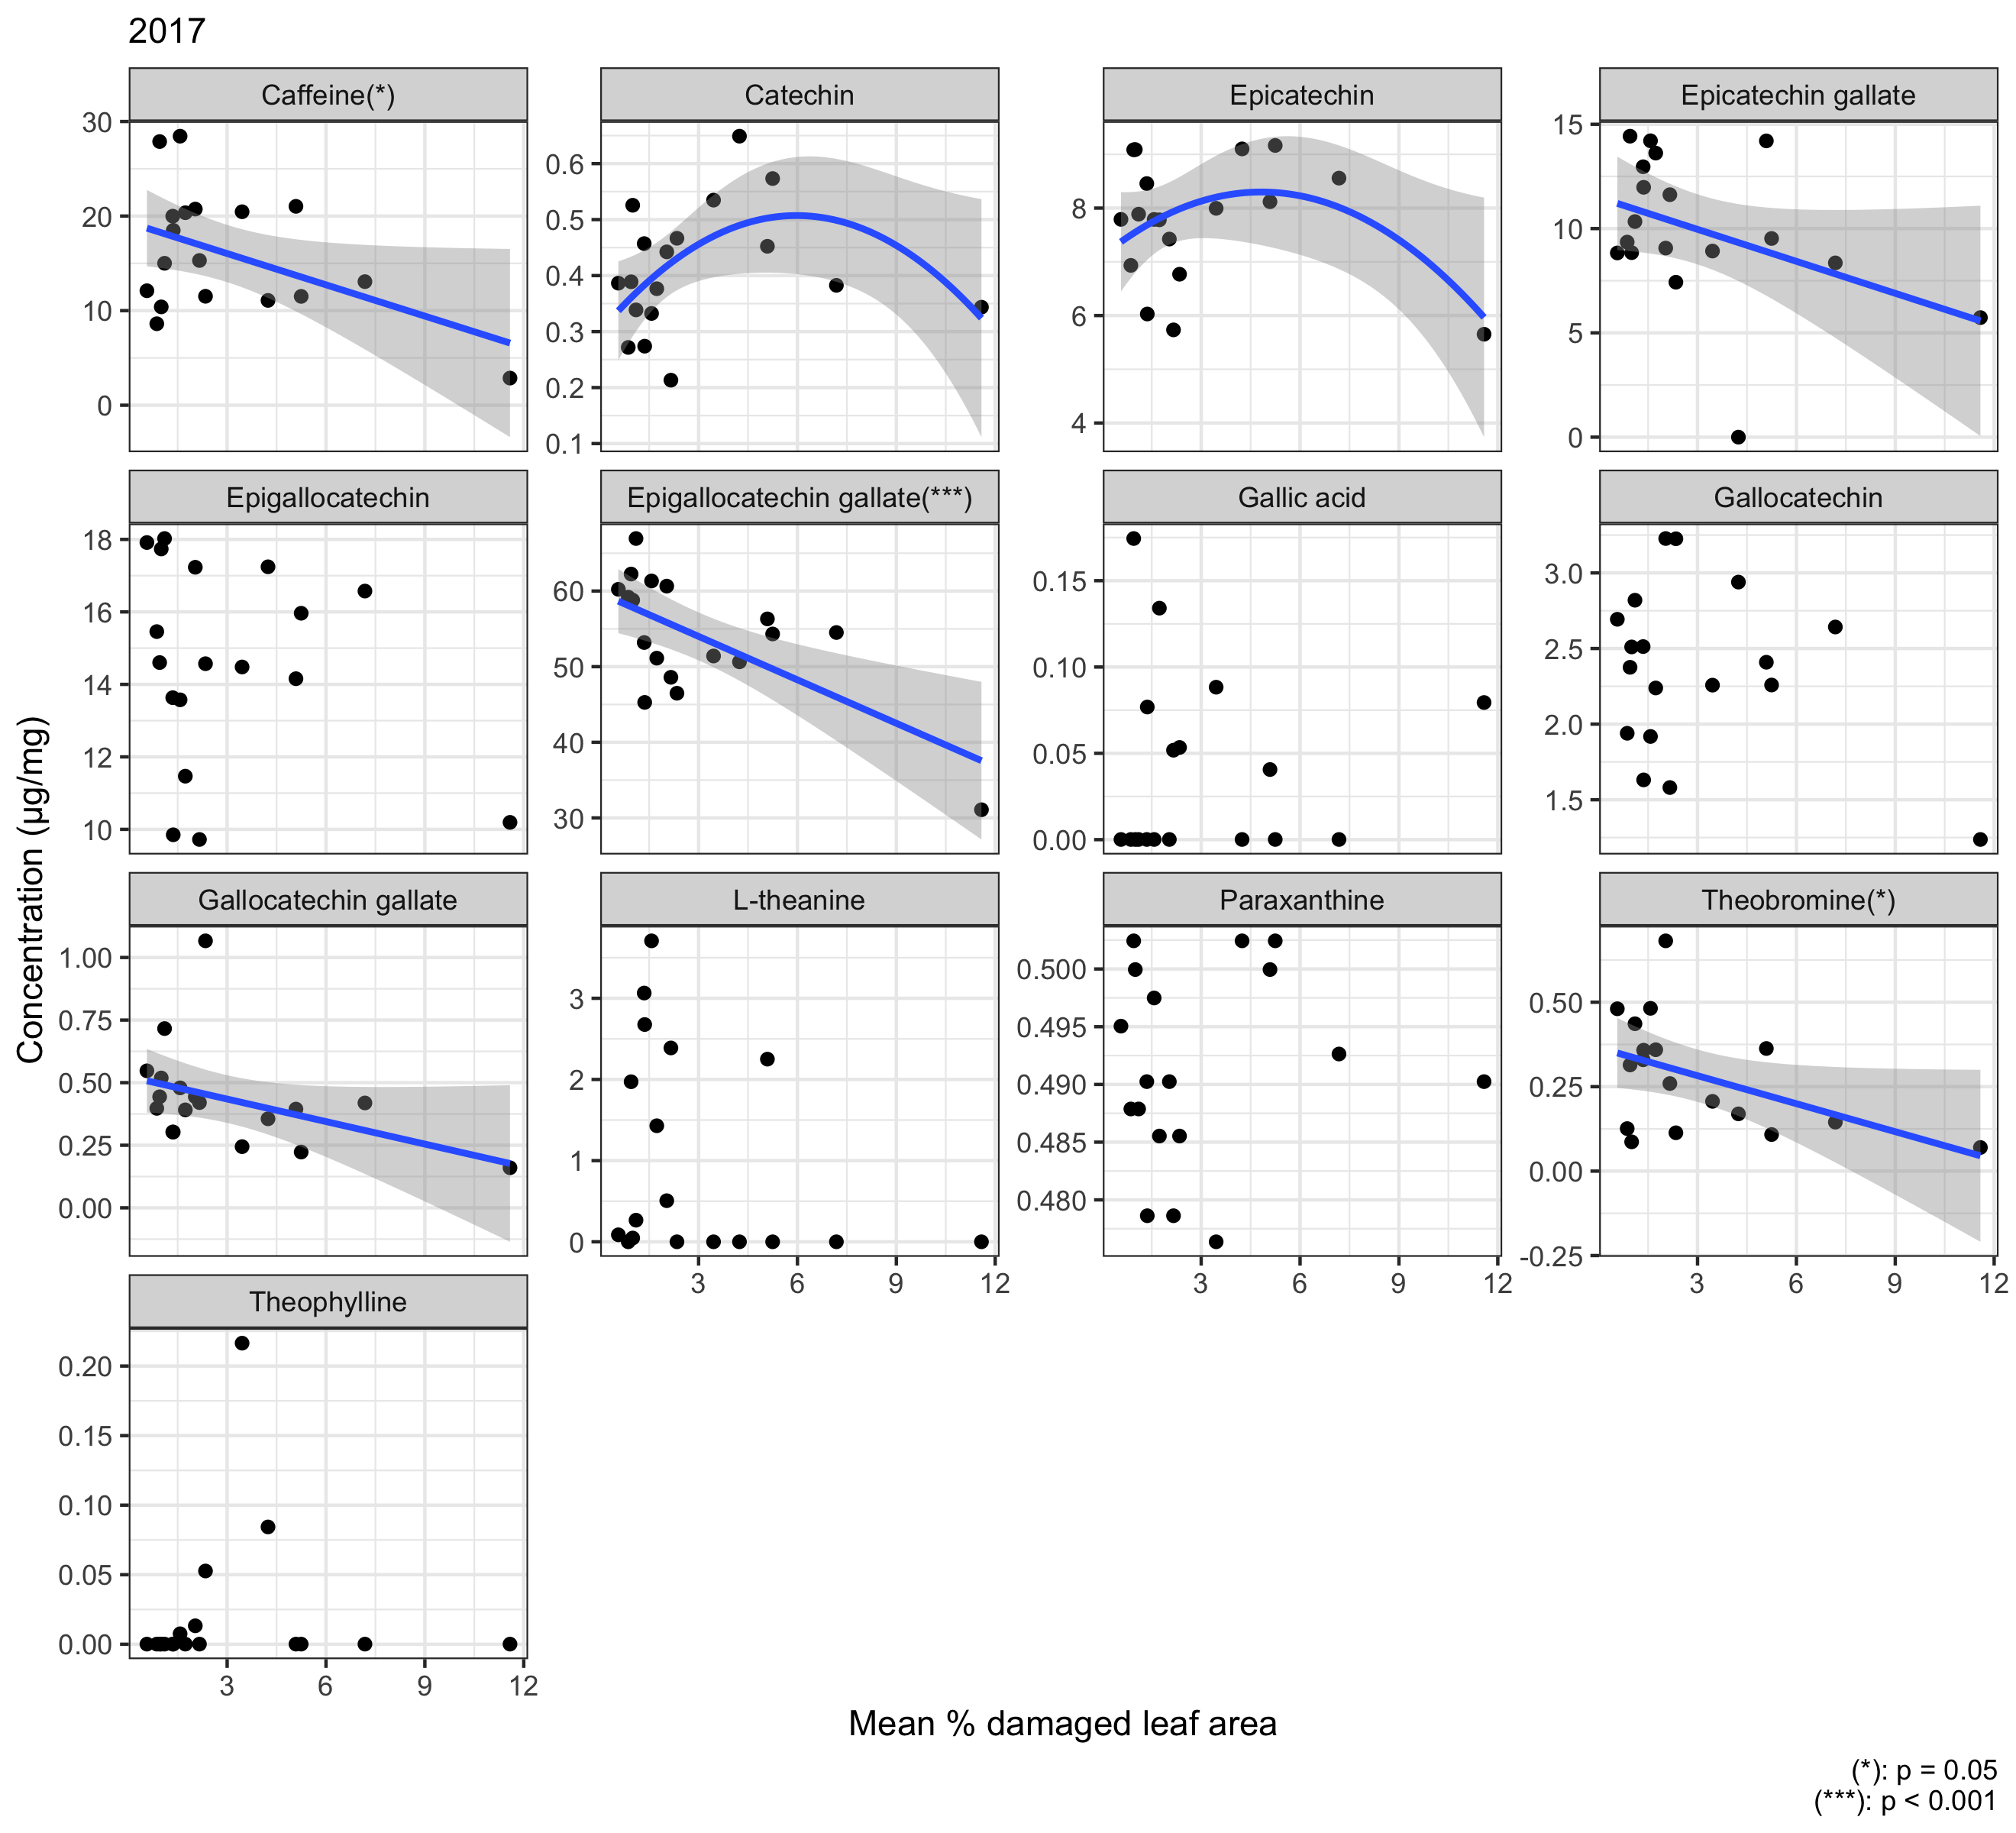 2017
Caffeine(*)
Catechin
Epicatechin
Epicatechin gallate
30
20
10
0
0.6
0.5
0.4
0.3
0.2
0.1
8
6
4
15
10
5
0
Epigallocatechin
Epigallocatechin gallate(***)
Gallic acid
Gallocatechin
18
16
14
12
10
60
50
40
30
0.15
0.10
0.05
0.00
3.0
2.5
2.0
1.5
Concentration (µg/mg)
Gallocatechin gallate
L-theanine
Paraxanthine
Theobromine(*)
1.00
0.75
0.50
0.25
0.00
3
2
1
0
0.500
0.495
0.490
0.485
0.480
0.50
0.25
0.00
-0.25
3 6 9 12
3 6 9 12
3 6 9 12
Theophylline
0.20
0.15
0.10
0.05
0.00
3 6 9 12
Mean % damaged leaf area
(*): p = 0.05
(***): p < 0.001